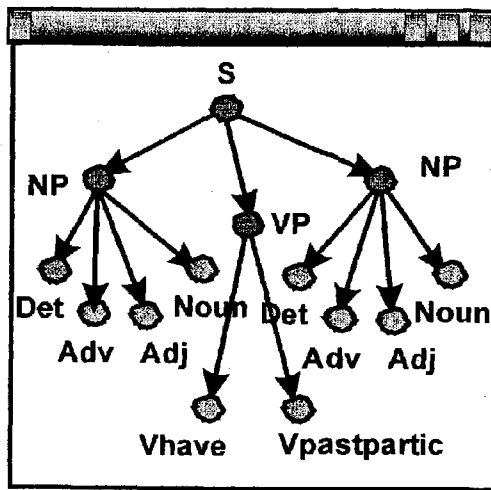 S
NP NP
VP
Det Noun Det Noun
Adv Adj Adv Adj
Vhave Vpastpartic